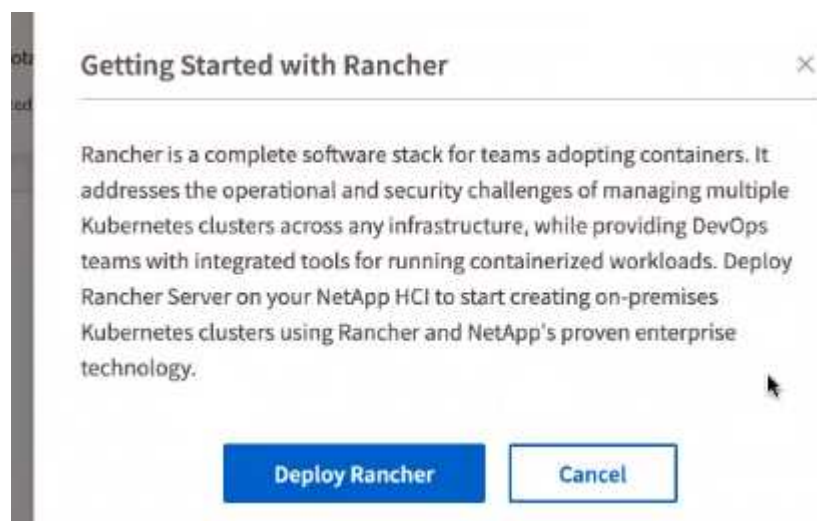 Getting Started with Rancher
Rancher is a complete software stack for teams adopting containers. It
addresses the operational and security challenges of managing multiple
Kubernetes clusters across any infrastructure, while providing DevOps
teams with integrated tools for running containerized workloads. Deploy
Rancher Server on your NetApp HCI to start creating on-premises
Kubernetes clusters using Rancher and NetApp's proven enterprise
technology.
Deploy Rancher
Cancel